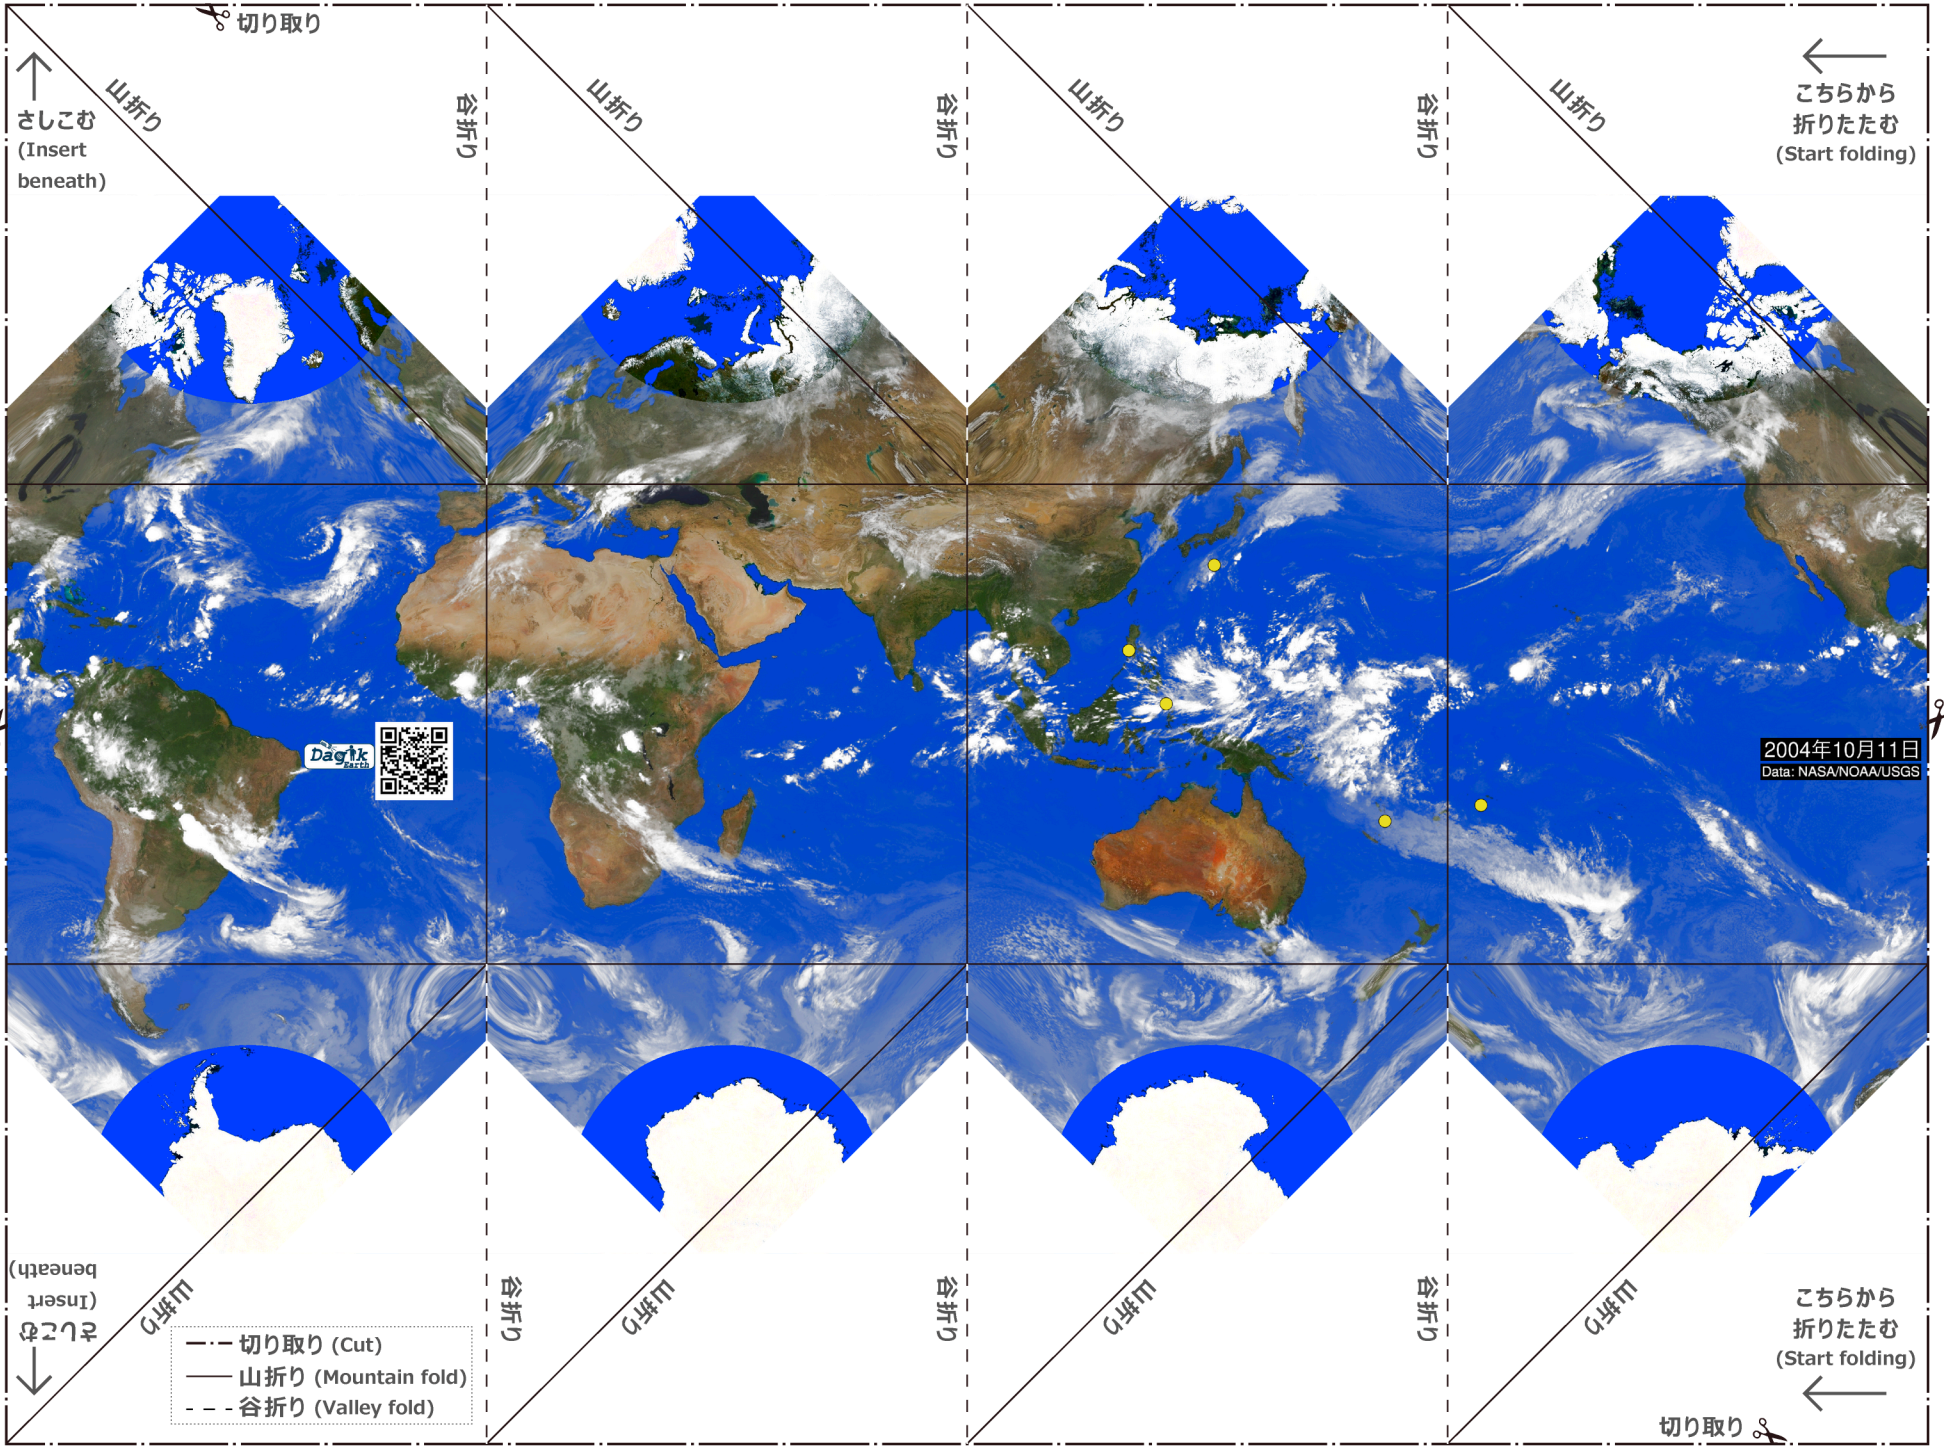 切り取り
山折り
山折り
山折り
山折り
谷折り
谷折り
谷折り
さしこむ
(Insert
beneath)
こちらから
折りたたむ
(Start folding)
Dagik
Earth
2004年10月11日
Data: NASA/NOAA/USGS
さしこむ
(Insert
beneath)
山折り
山折り
山折り
山折り
谷折り
谷折り
谷折り
こちらから
折りたたむ
(Start folding)
切り取り (Cut)
山折り (Mountain fold)
谷折り (Valley fold)
切り取り